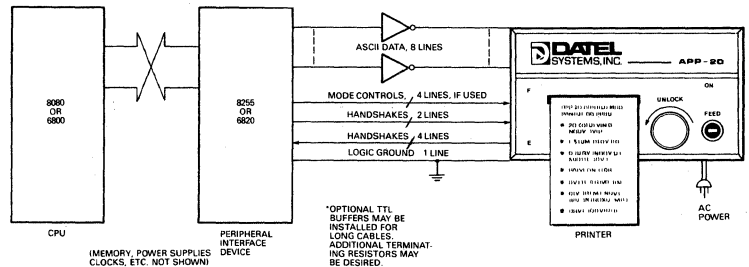 8080
OR
6800
CPU
8255
OR
6820
PERIPHERAL
INTERFACE
DEVICE
(MEMORY, POWER SUPPLIES
CLOCKS, ETC. NOT SHOWN)
ASCII DATA, 8 LINES
MODE CONTROLS, 4 LINES, IF USED
HANDSHAKES, 2 LINES
HANDSHAKES, 4 LINES
LOGIC GROUND 1 LINE
*OPTIONAL TTL
BUFFERS MAY BE
INSTALLED FOR
LONG CABLES.
ADDITIONAL TERMINAT-
ING RESISTORS MAY
BE DESIRED.
DATEL
SYSTEMS, INC.
APP-20
F
E
ON
UNLOCK
FEED
AC
POWER
PRINTER